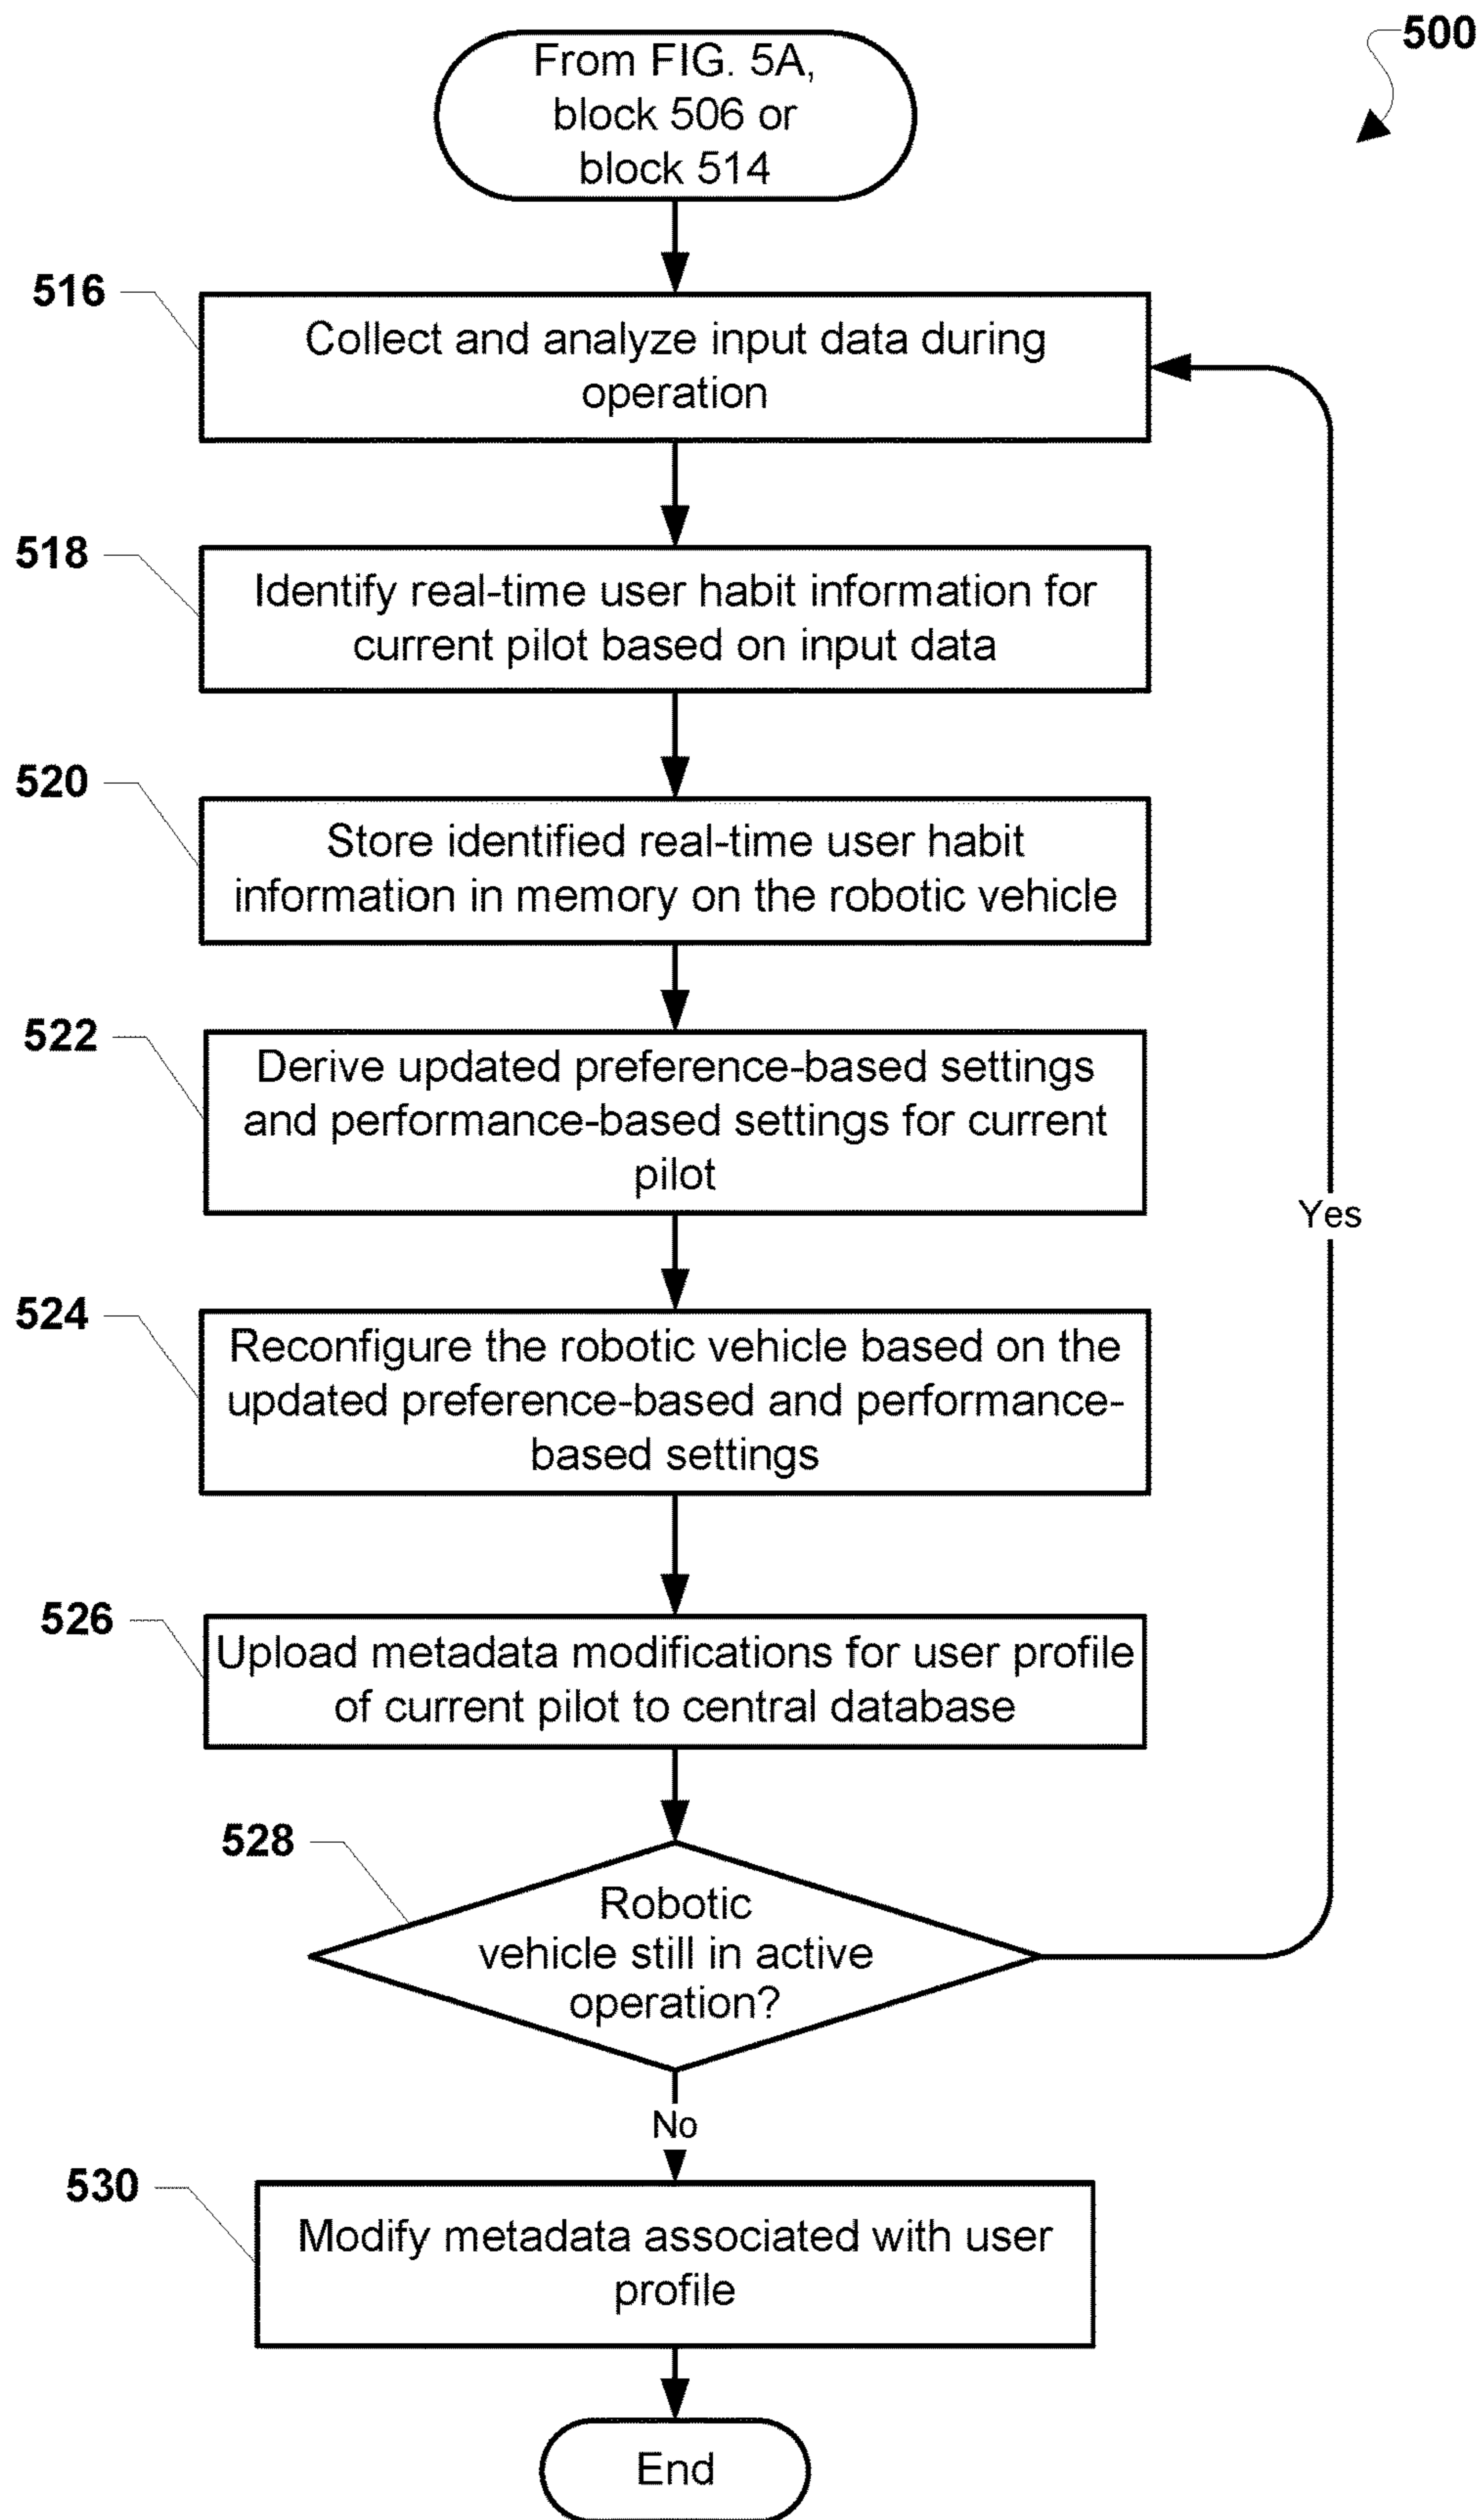 500
From FIG. 5A,
block 506 or
block 514
516
Collect and analyze input data during
operation
518
Identify real-time user habit information for
current pilot based on input data
520
Store identified real-time user habit
information in memory on the robotic vehicle
522
Derive updated preference-based settings
and performance-based settings for current
pilot
Yes
524
Reconfigure the robotic vehicle based on the
updated preference-based and performance-
based settings
526
Upload metadata modifications for user profile
of current pilot to central database
528
Robotic
vehicle still in active
operation?
No
530
Modify metadata associated with user
profile
End